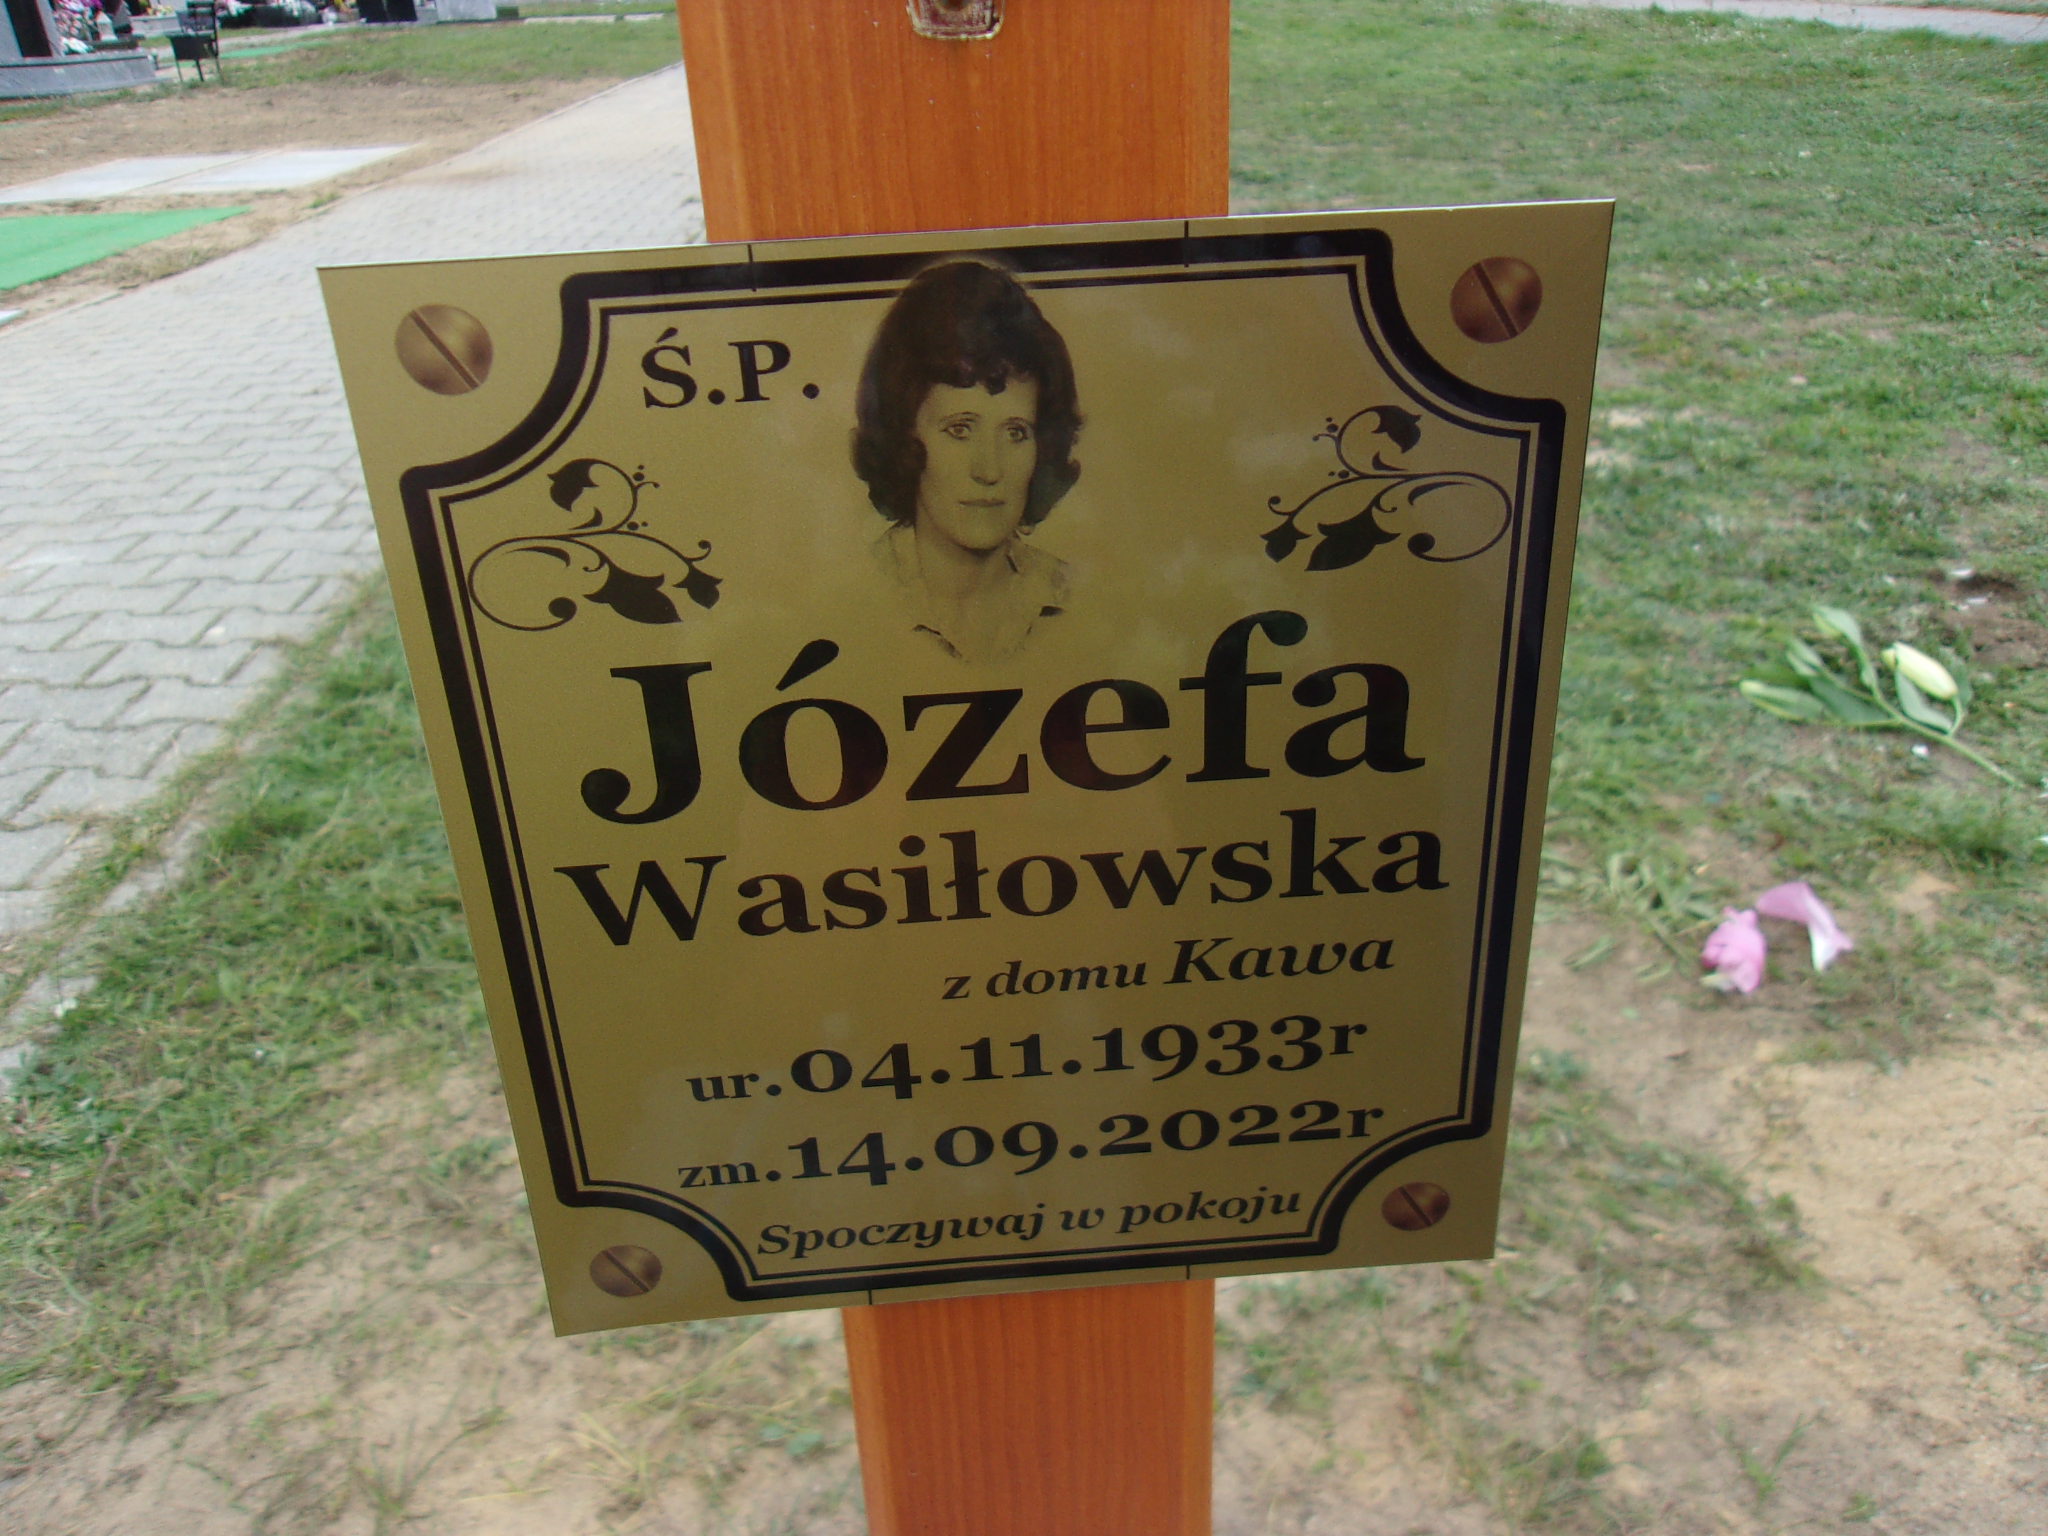 Ś.P.
Józefa
Wasiłowska
z domu Kawa
ur.04.11.1933r
zm.14.09.2022r
Spoczywaj w pokoju